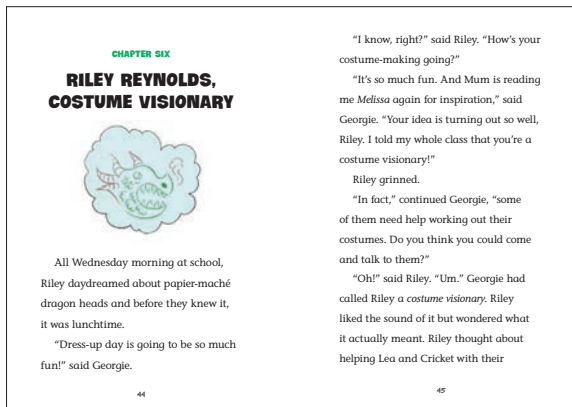 CHAPTER SIX
RILEY REYNOLDS,
COSTUME VISIONARY
All Wednesday morning at school,
Riley daydreamed about papier-maché
dragon heads and before they knew it,
it was lunchtime.
“Dress-up day is going to be so much
fun!” said Georgie.
44
“I know, right?” said Riley. “How’s your
costume-making going?”
“It’s so much fun. And Mum is reading
me Melissa again for inspiration,” said
Georgie. “Your idea is turning out so well,
Riley. I told my whole class that you’re a
costume visionary!”
Riley grinned.
“In fact,” continued Georgie, “some
of them need help working out their
costumes. Do you think you could come
and talk to them?”
“Oh!” said Riley. “Um.” Georgie had
called Riley a costume visionary. Riley
liked the sound of it but wondered what
it actually meant. Riley thought about
helping Lea and Cricket with their
45